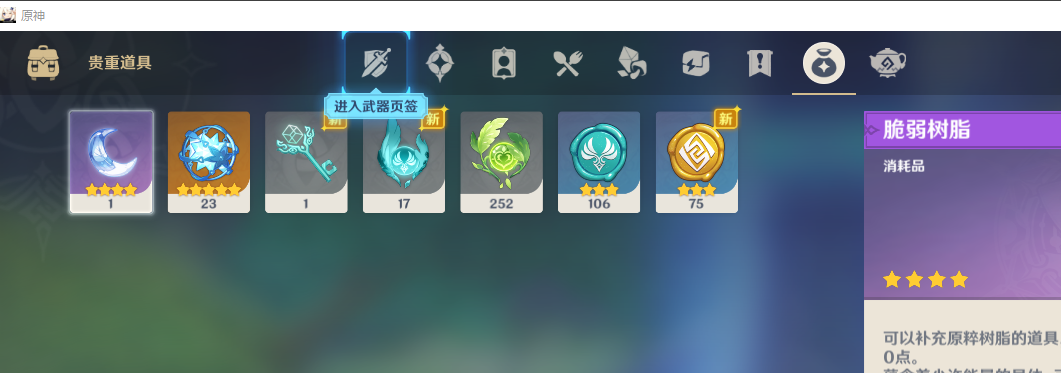 原神
贵重道具
进入武器页签
新
新
新
1
23
1
17
252
106
75
脆弱树脂
消耗品
可以补充原粹树脂的道具
0点。